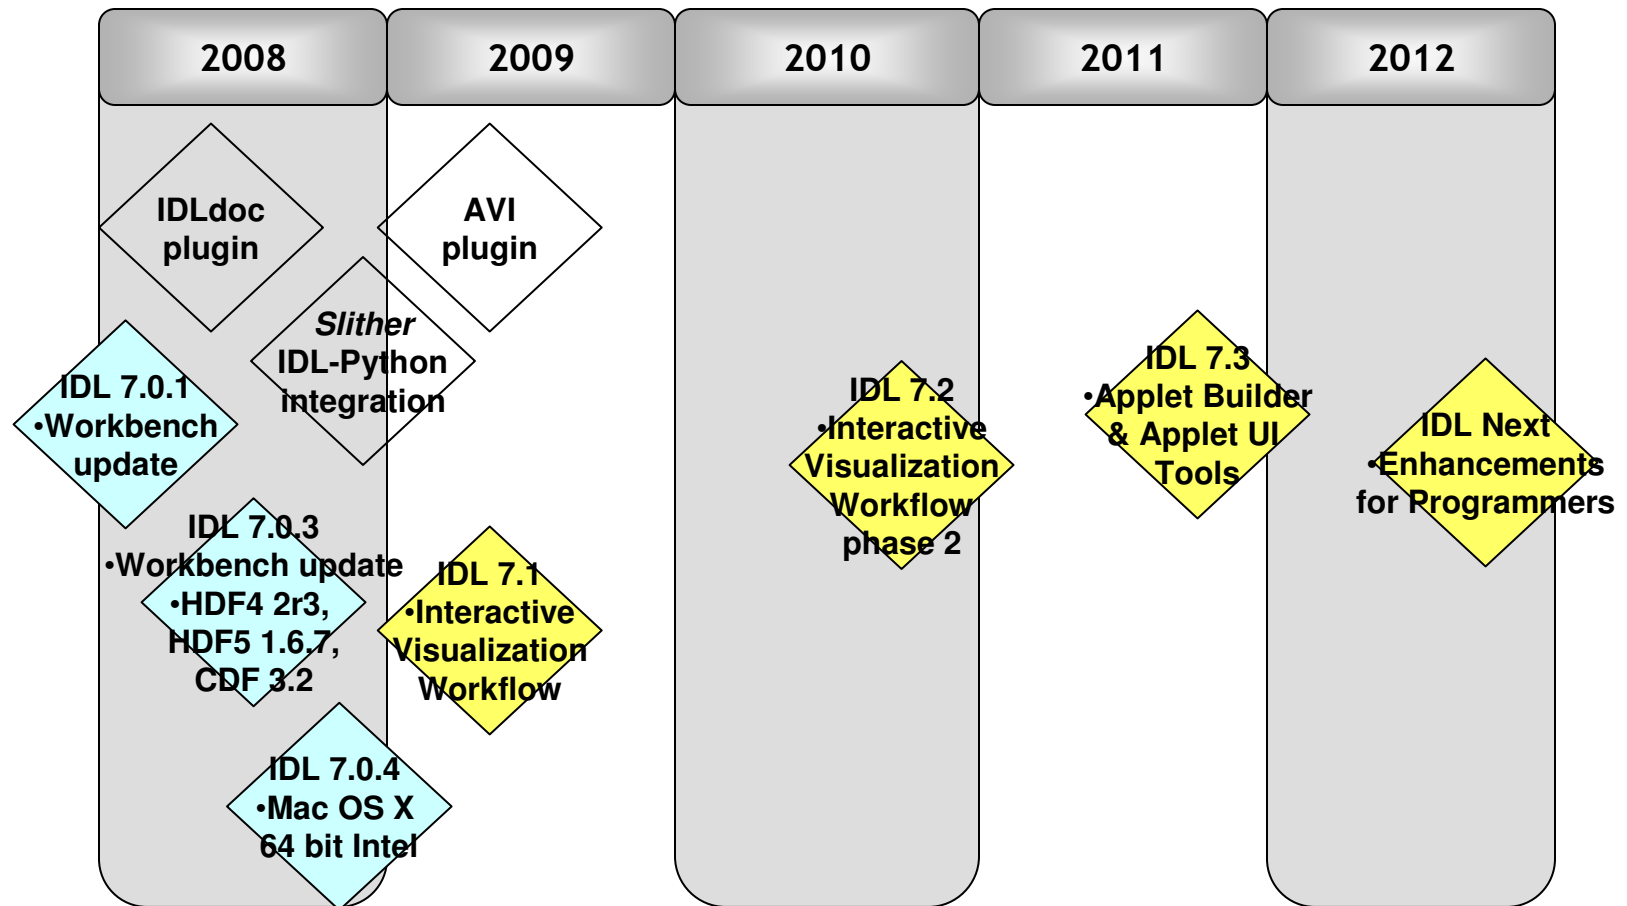 2008
2009
2010
2011
2012
IDLdoc
plugin
AVI
plugin
Slither
IDL-Python
integration
IDL 7.0.1
•Workbench
update
IDL 7.0.3
•Workbench update
•HDF4 2r3,
HDF5 1.6.7,
CDF 3.2
IDL 7.0.4
•Mac OS X
64 bit Intel
IDL 7.1
•Interactive
Visualization
Workflow
IDL 7.2
•Interactive
Visualization
Workflow
phase 2
IDL 7.3
•Applet Builder
& Applet UI
Tools
IDL Next
•Enhancements
for Programmers